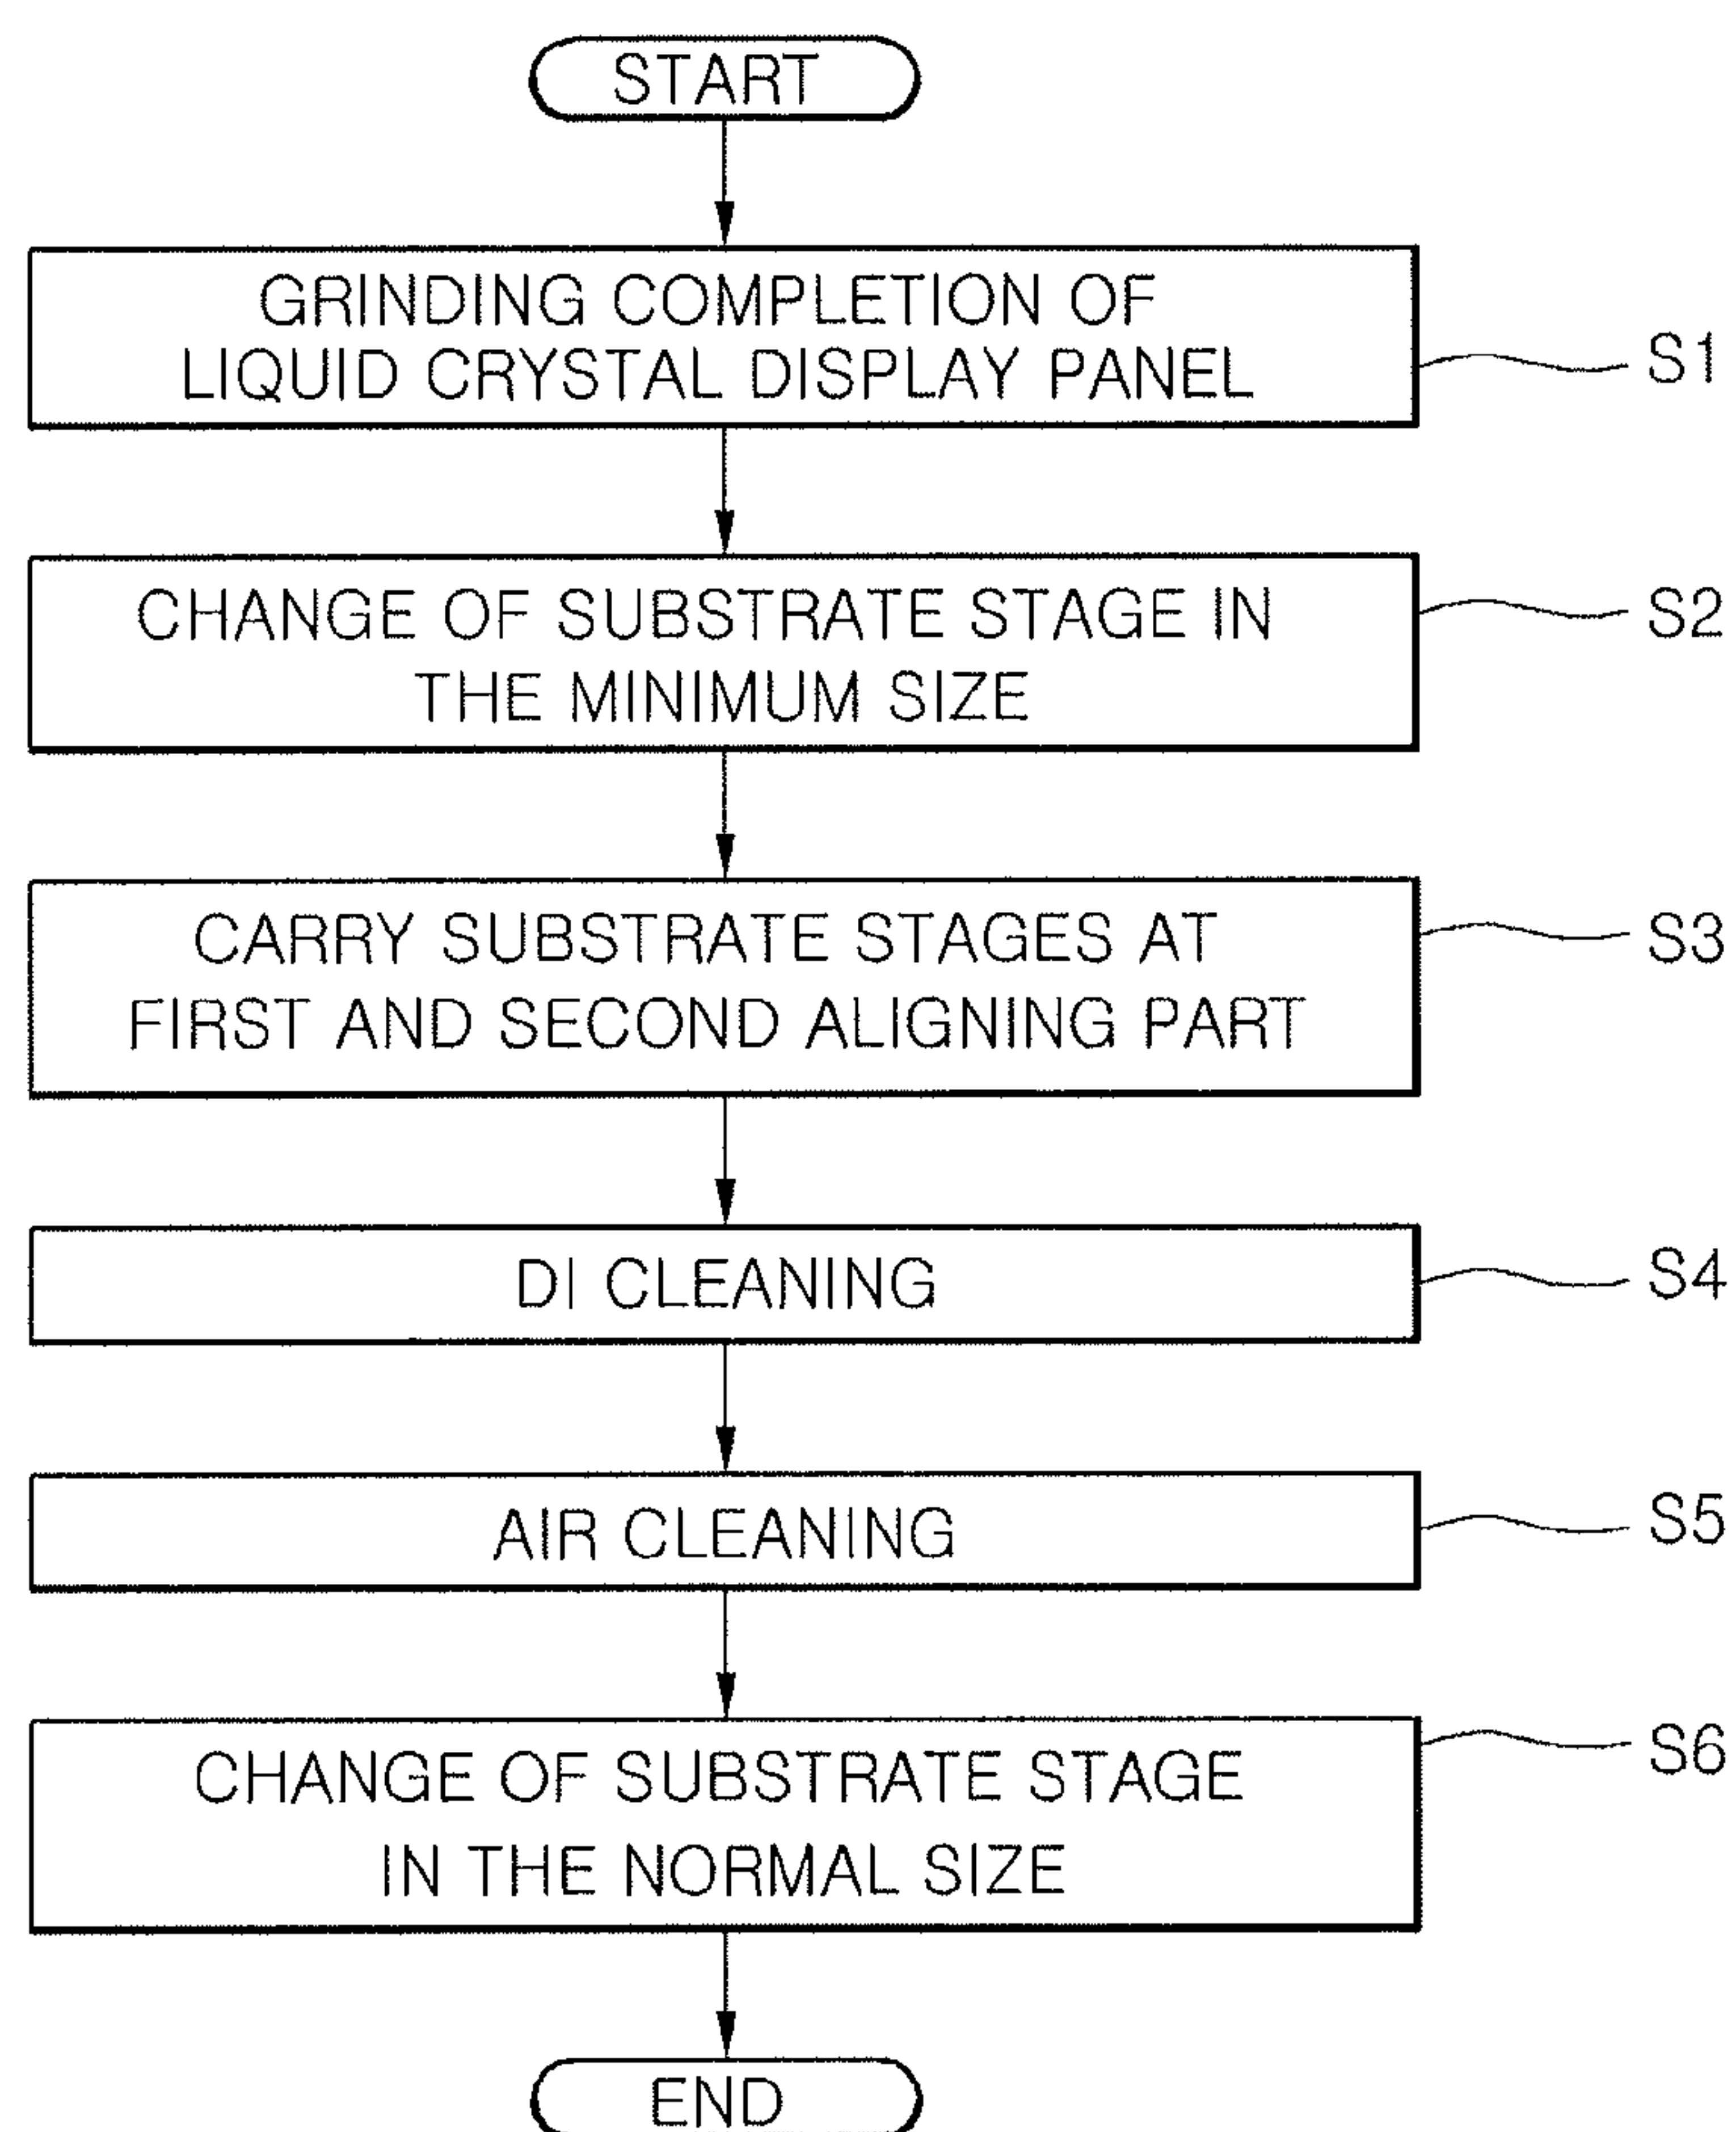 START
GRINDING COMPLETION OF
LIQUID CRYSTAL DISPLAY PANEL
S1
CHANGE OF SUBSTRATE STAGE IN
THE MINIMUM SIZE
S2
CARRY SUBSTRATE STAGES AT
FIRST AND SECOND ALIGNING PART
S3
DI CLEANING
S4
AIR CLEANING
S5
CHANGE OF SUBSTRATE STAGE
IN THE NORMAL SIZE
S6
END